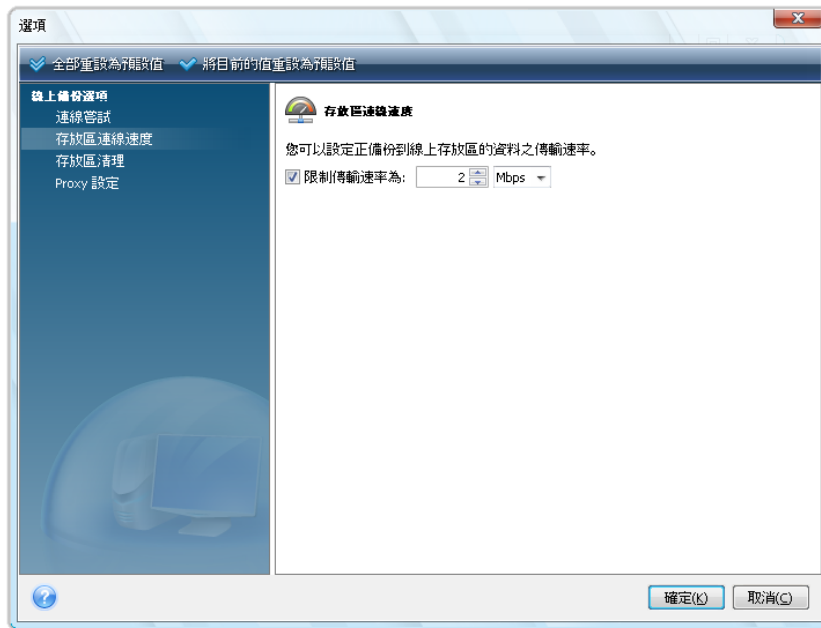 選項
全部重設為預設值 將目前的值重設為預設值
線上備份選項
連線嘗試
存放區連線速度
存放區清理
Proxy 設定
存放區連線速度
您可以設定正備份到線上存放區的資料之傳輸速率。
限制傳輸速率為: 2 Mbps
確定(K) 取消(C)